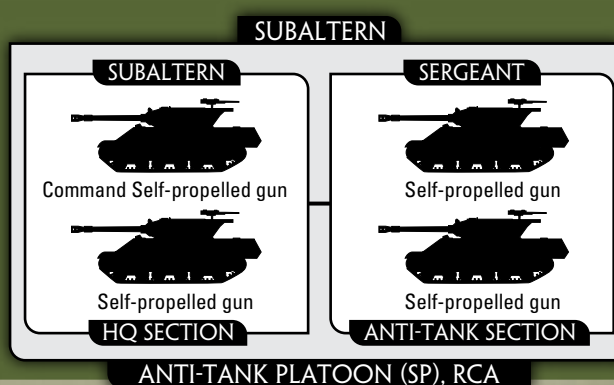 SUBALTERN
SUBALTERN
Command Self-propelled gun
Self-propelled gun
HQ SECTION
SERGEANT
Self-propelled gun
Self-propelled gun
ANTI-TANK SECTION
ANTI-TANK PLATOON (SP), RCA